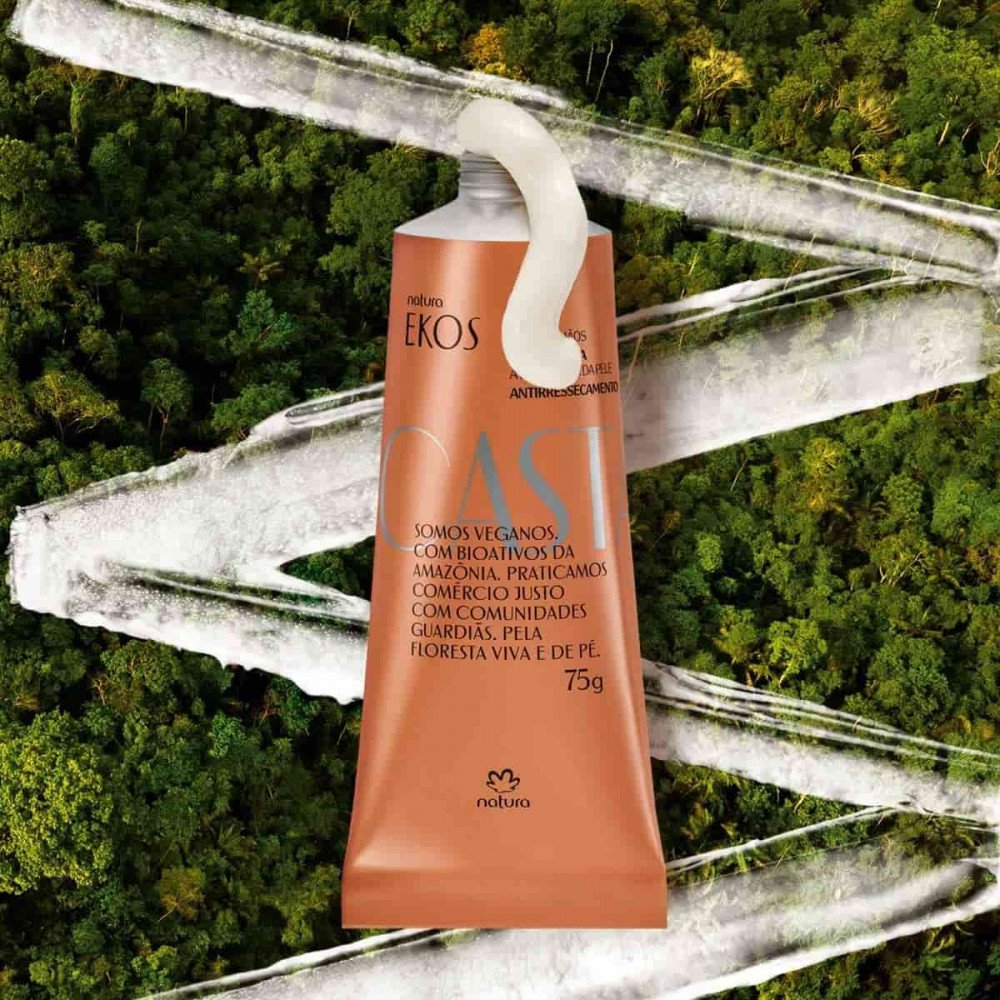 natura
EKOS
ANTIRRESSECAMENTO
CAST
SOMOS VEGANOS.
COM BIOATIVOS DA
AMAZÔNIA. PRATICAMOS
COMÉRCIO JUSTO
COM COMUNIDADES
GUARDIÃS. PELA
FLORESTA VIVA E DE PÉ.
75g
natura